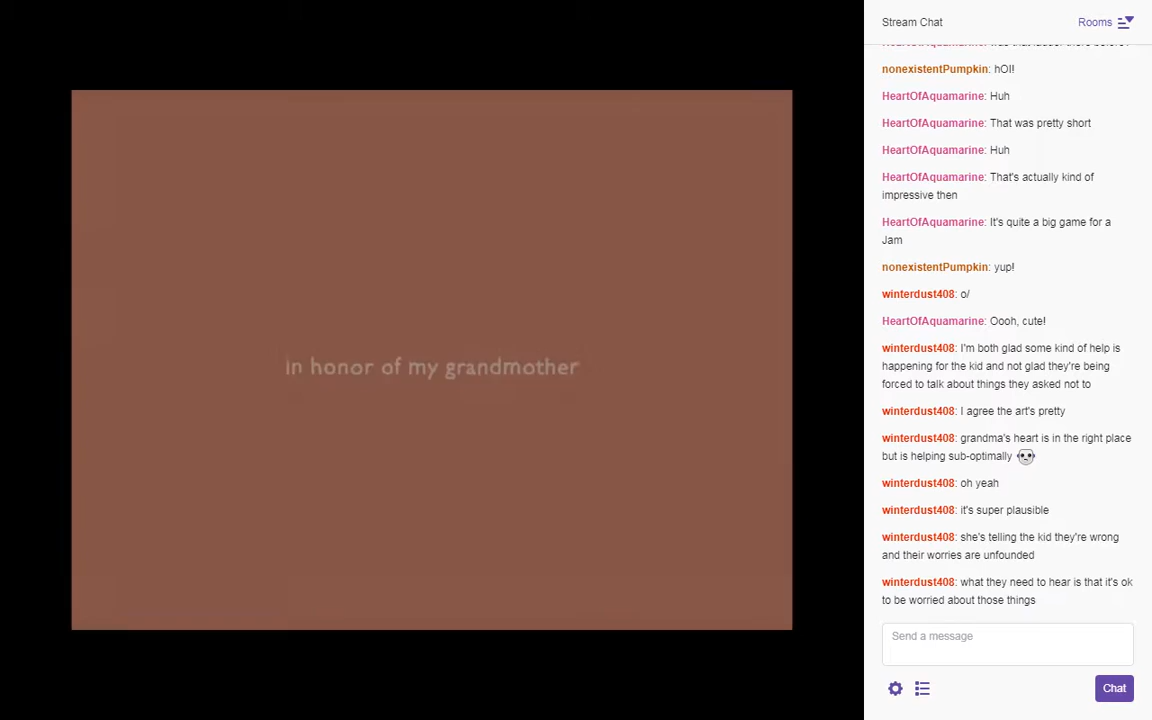 in honor of my grandmother
Stream Chat
Rooms
nonexistentPumpkin: hOI!
HeartOfAquamarine: Huh
HeartOfAquamarine: That was pretty short
HeartOfAquamarine: Huh
HeartOfAquamarine: That's actually kind of
impressive then
HeartOfAquamarine: It's quite a big game for a
Jam
nonexistentPumpkin: yup!
winterdust408: o/
HeartOfAquamarine: Oooh, cute!
winterdust408: I'm both glad some kind of help is
happening for the kid and not glad they're being
forced to talk about things they asked not to
winterdust408: I agree the art's pretty
winterdust408: grandma's heart is in the right place
but is helping sub-optimally
winterdust408: oh yeah
winterdust408: it's super plausible
winterdust408: she's telling the kid they're wrong
and their worries are unfounded
winterdust408: what they need to hear is that it's ok
to be worried about those things
Send a message
Chat